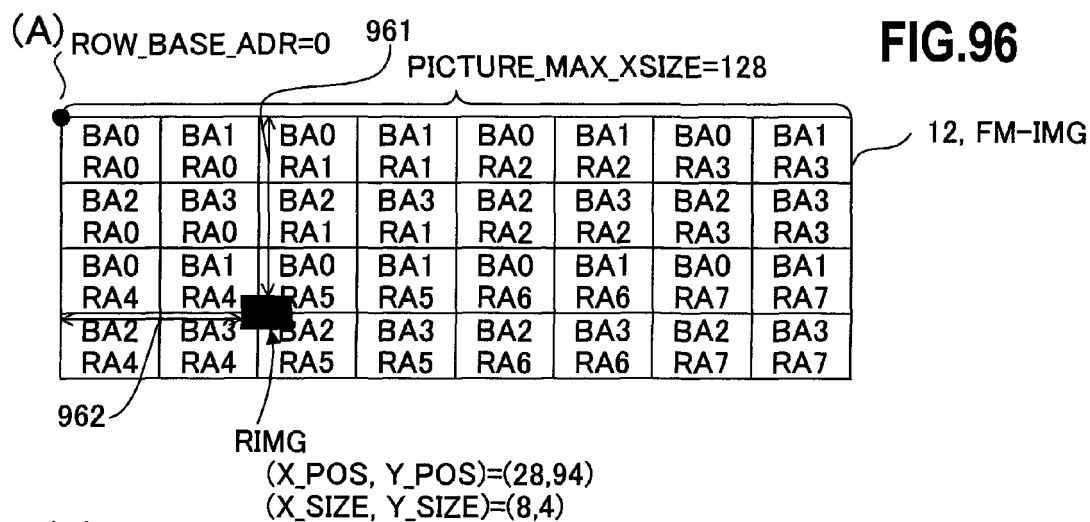 (A) ROW_BASE_ADR=0 961 FIG.96
PICTURE_MAX_XSIZE=128
12, FM-IMG
BA0 BA1 BA0 BA1 BA0 BA1 BA0 BA1
RA0 RA0 RA1 RA1 RA2 RA2 RA3 RA3
BA2 BA3 BA2 BA3 BA2 BA3 BA2 BA3
RA0 RA0 RA1 RA1 RA2 RA2 RA3 RA3
BA0 BA1 BA0 BA1 BA0 BA1 BA0 BA1
RA4 RA4 RA5 RA5 RA6 RA6 RA7 RA7
BA2 BA3 BA2 BA3 BA2 BA3 BA2 BA3
RA4 RA4 RA5 RA5 RA6 RA6 RA7 RA7
962
RIMG
(X_POS, Y_POS)=(28,94)
(X_SIZE, Y_SIZE)=(8,4)